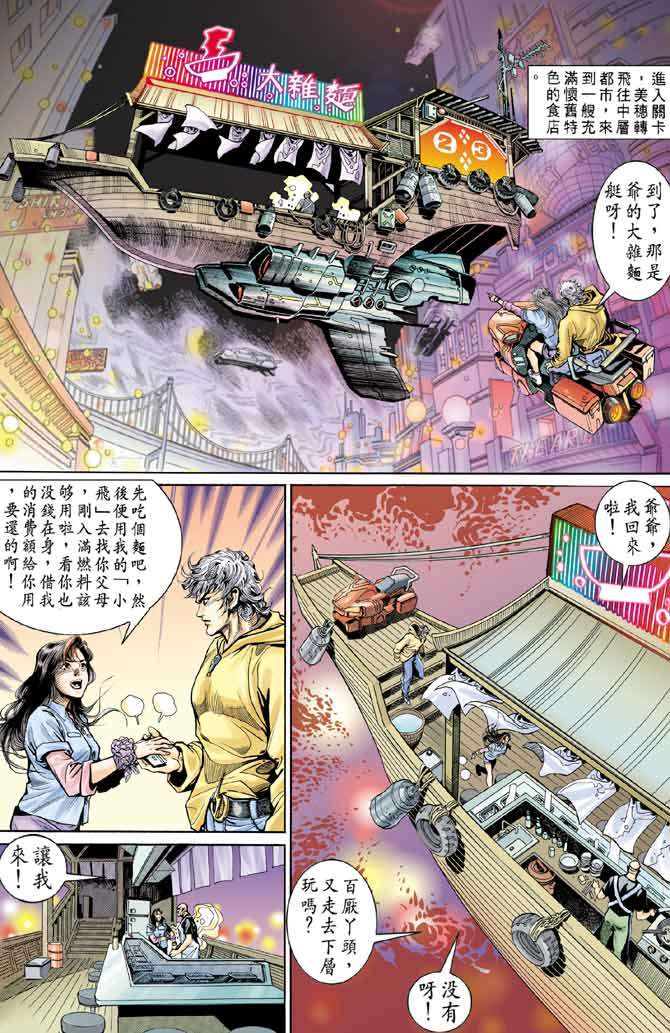 進入關卡
，美穗轉
飛往中層
都市，來
到一艘充
滿懷舊特
色的食店
。
大雜麵
23
到了，那是
爺的大雜麵
艇呀！
爺爺，
我回來
啦！
先吃個麵吧，然
後便用我的「小
飛」去找你父母
，剛入滿燃料該
夠用啦，看你也
沒錢在身，借我
的消費額給你用
，要還的啊！
百厭丫頭，
又走去下層
玩嗎？
没有
呀！
讓我
來！